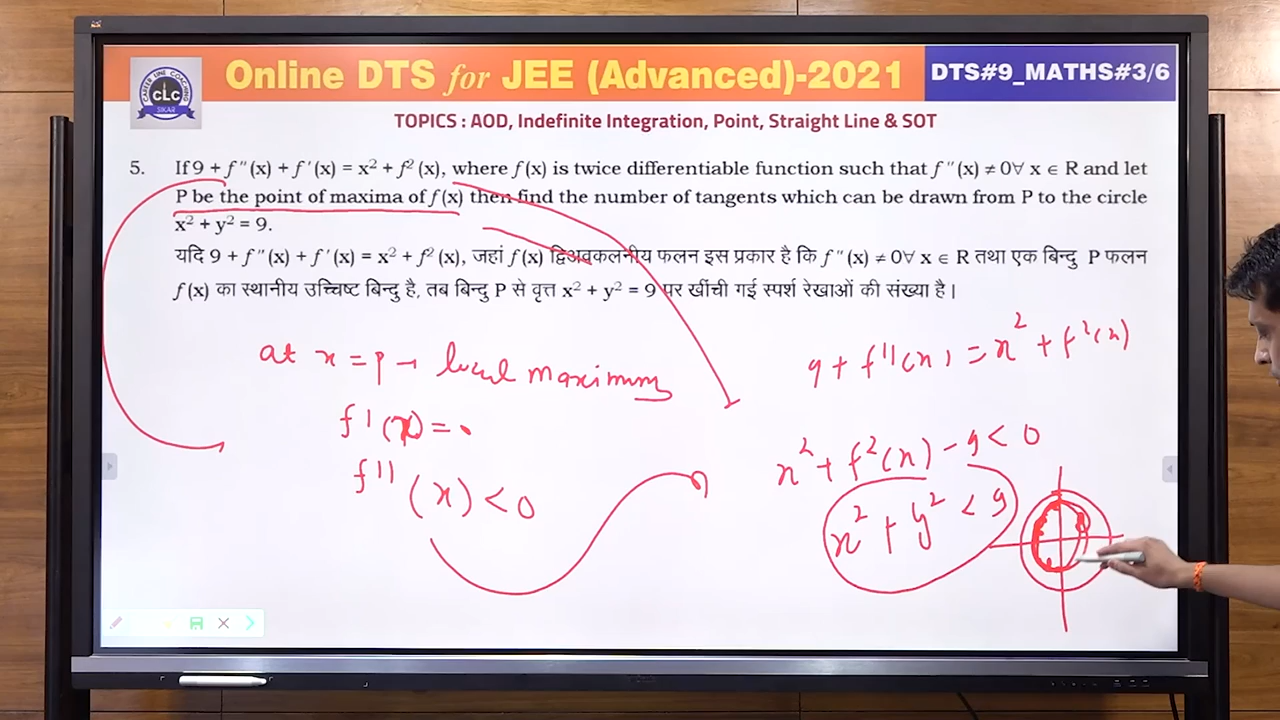 CAREER LINE COACHING
CLC
SIKAR
Online DTS for JEE (Advanced)-2021
DTS#9_MATHS#3/6
TOPICS : AOD, Indefinite Integration, Point, Straight Line & SOT
5. If 9 + f "(x) + f '(x) = x² + f² (x), where f(x) is twice differentiable function such that f "(x) ≠ 0∀ x ∈ R and let
P be the point of maxima of f(x) then find the number of tangents which can be drawn from P to the circle
x² + y² = 9.
यदि 9 + f "(x) + f '(x) = x² + f² (x), जहां f(x) द्विअवकलनीय फलन इस प्रकार है कि f "(x) ≠ 0∀ x ∈ R तथा एक बिन्दु P फलन
f(x) का स्थानीय उच्चिष्ट बिन्दु है, तब बिन्दु P से वृत्त x² + y² = 9 पर खींची गई स्पर्श रेखाओं की संख्या है।
at x = p → local maximum
f'(x) = 0
f''(x) < 0
9 + f''(x) = x² + f²(x)
x² + f²(x) - 9 < 0
x² + y² < 9